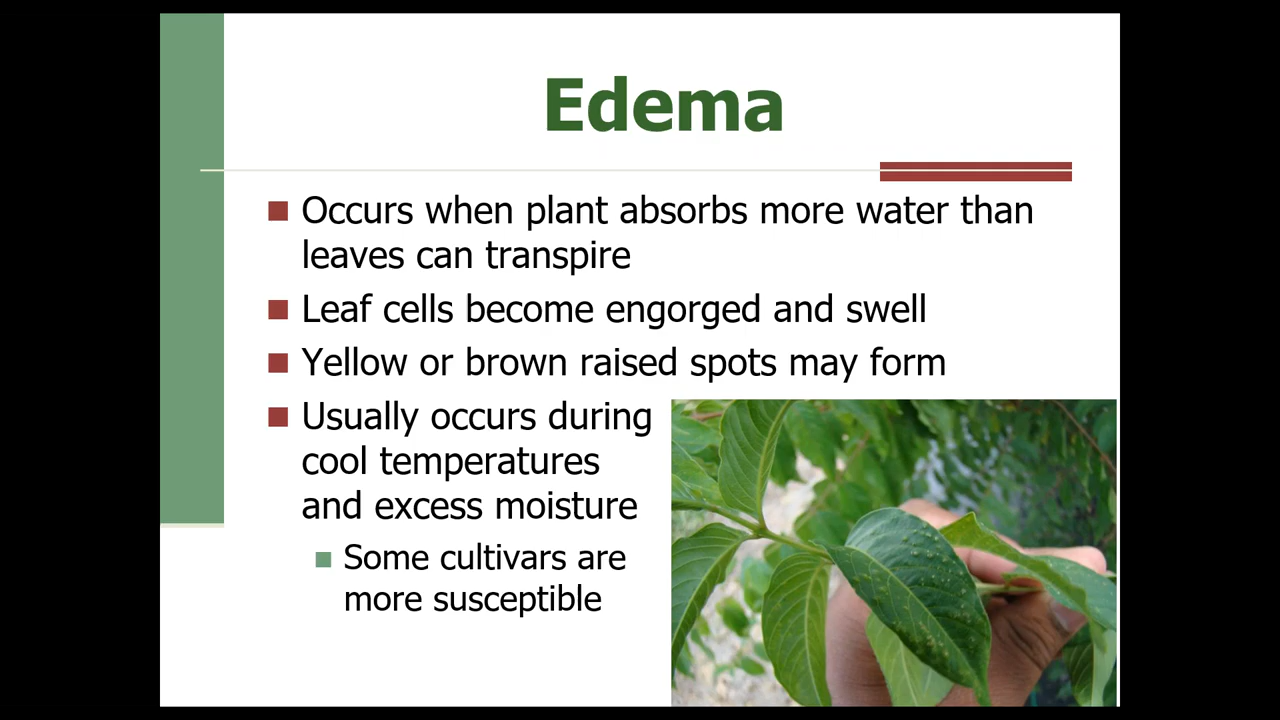 Edema
Occurs when plant absorbs more water than
leaves can transpire
Leaf cells become engorged and swell
Yellow or brown raised spots may form
Usually occurs during
cool temperatures
and excess moisture
Some cultivars are
more susceptible